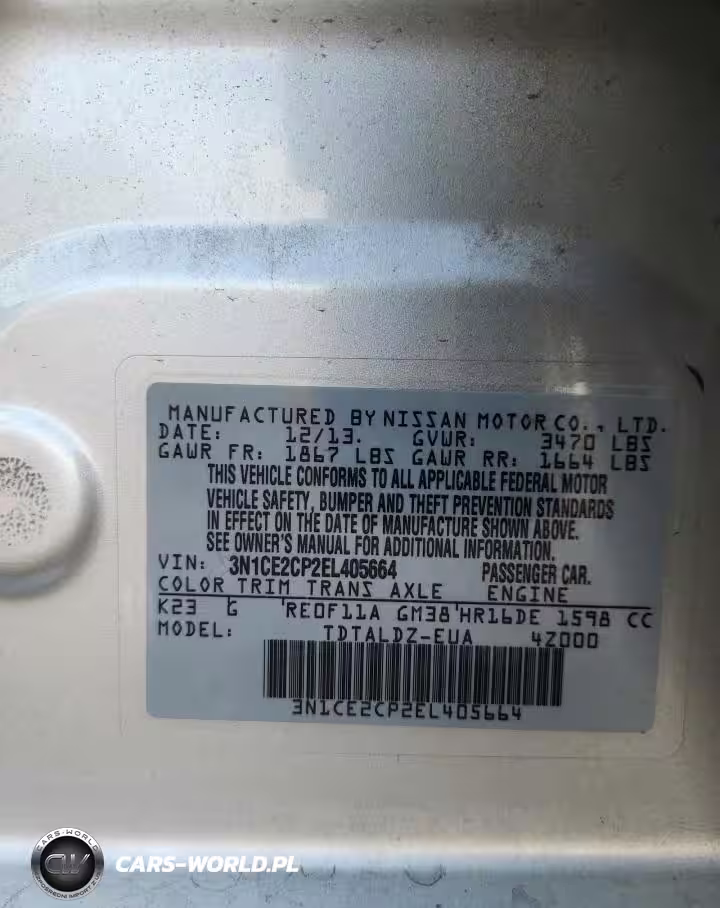 MANUFACTURED BY NISSAN MOTOR CO., LTD.
DATE: 12/13. GVWR: 3470 LBS
GAWR FR: 1867 LBS GAWR RR: 1664 LBS
THIS VEHICLE CONFORMS TO ALL APPLICABLE FEDERAL MOTOR
VEHICLE SAFETY, BUMPER AND THEFT PREVENTION STANDARDS
IN EFFECT ON THE DATE OF MANUFACTURE SHOWN ABOVE.
SEE OWNER'S MANUAL FOR ADDITIONAL INFORMATION.
VIN: 3N1CE2CP2EL405664 PASSENGER CAR.
COLOR TRIM TRANS AXLE ENGINE
K23 G RE0F11A GM38 HR16DE 1598 CC
MODEL: TDTALDZ-EUA 4Z000
3N1CE2CP2EL405664
CARS-WORLD
CW
CARS-WORLD.PL